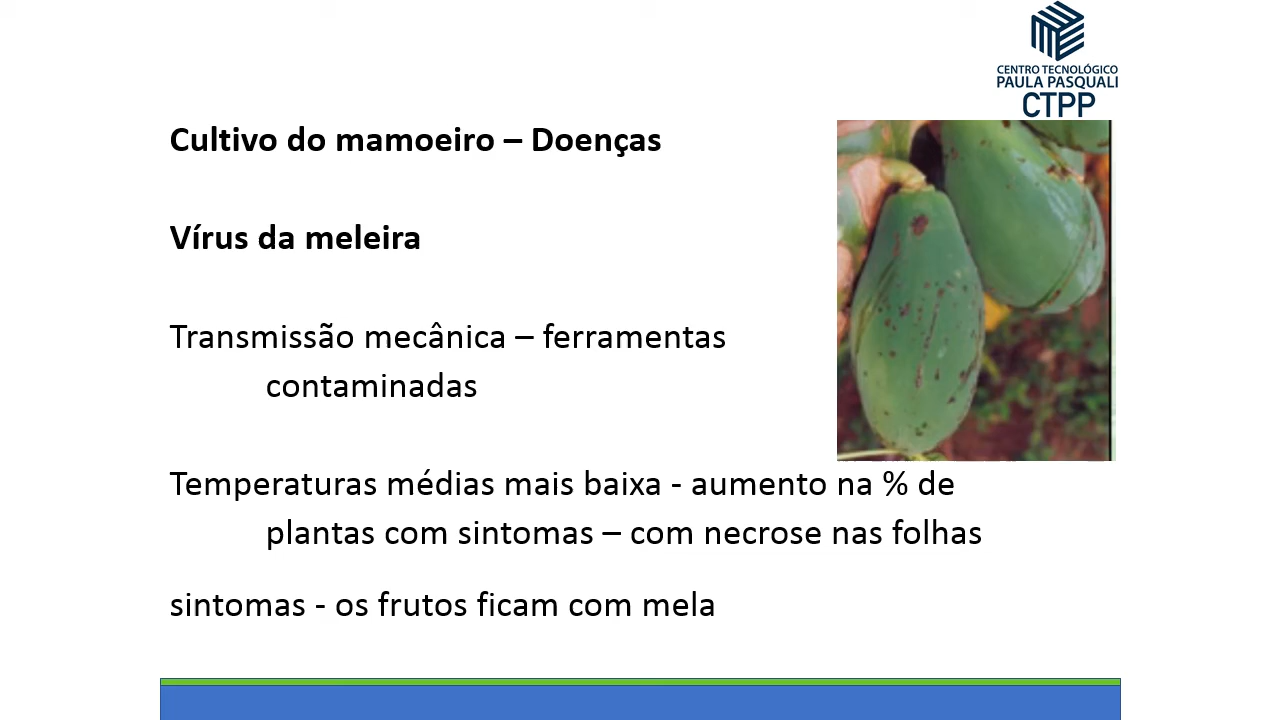 CENTRO TECNOLÓGICO
PAULA PASQUALI
CTPP
Cultivo do mamoeiro – Doenças
Vírus da meleira
Transmissão mecânica – ferramentas
contaminadas
Temperaturas médias mais baixa - aumento na % de
plantas com sintomas – com necrose nas folhas
sintomas - os frutos ficam com mela